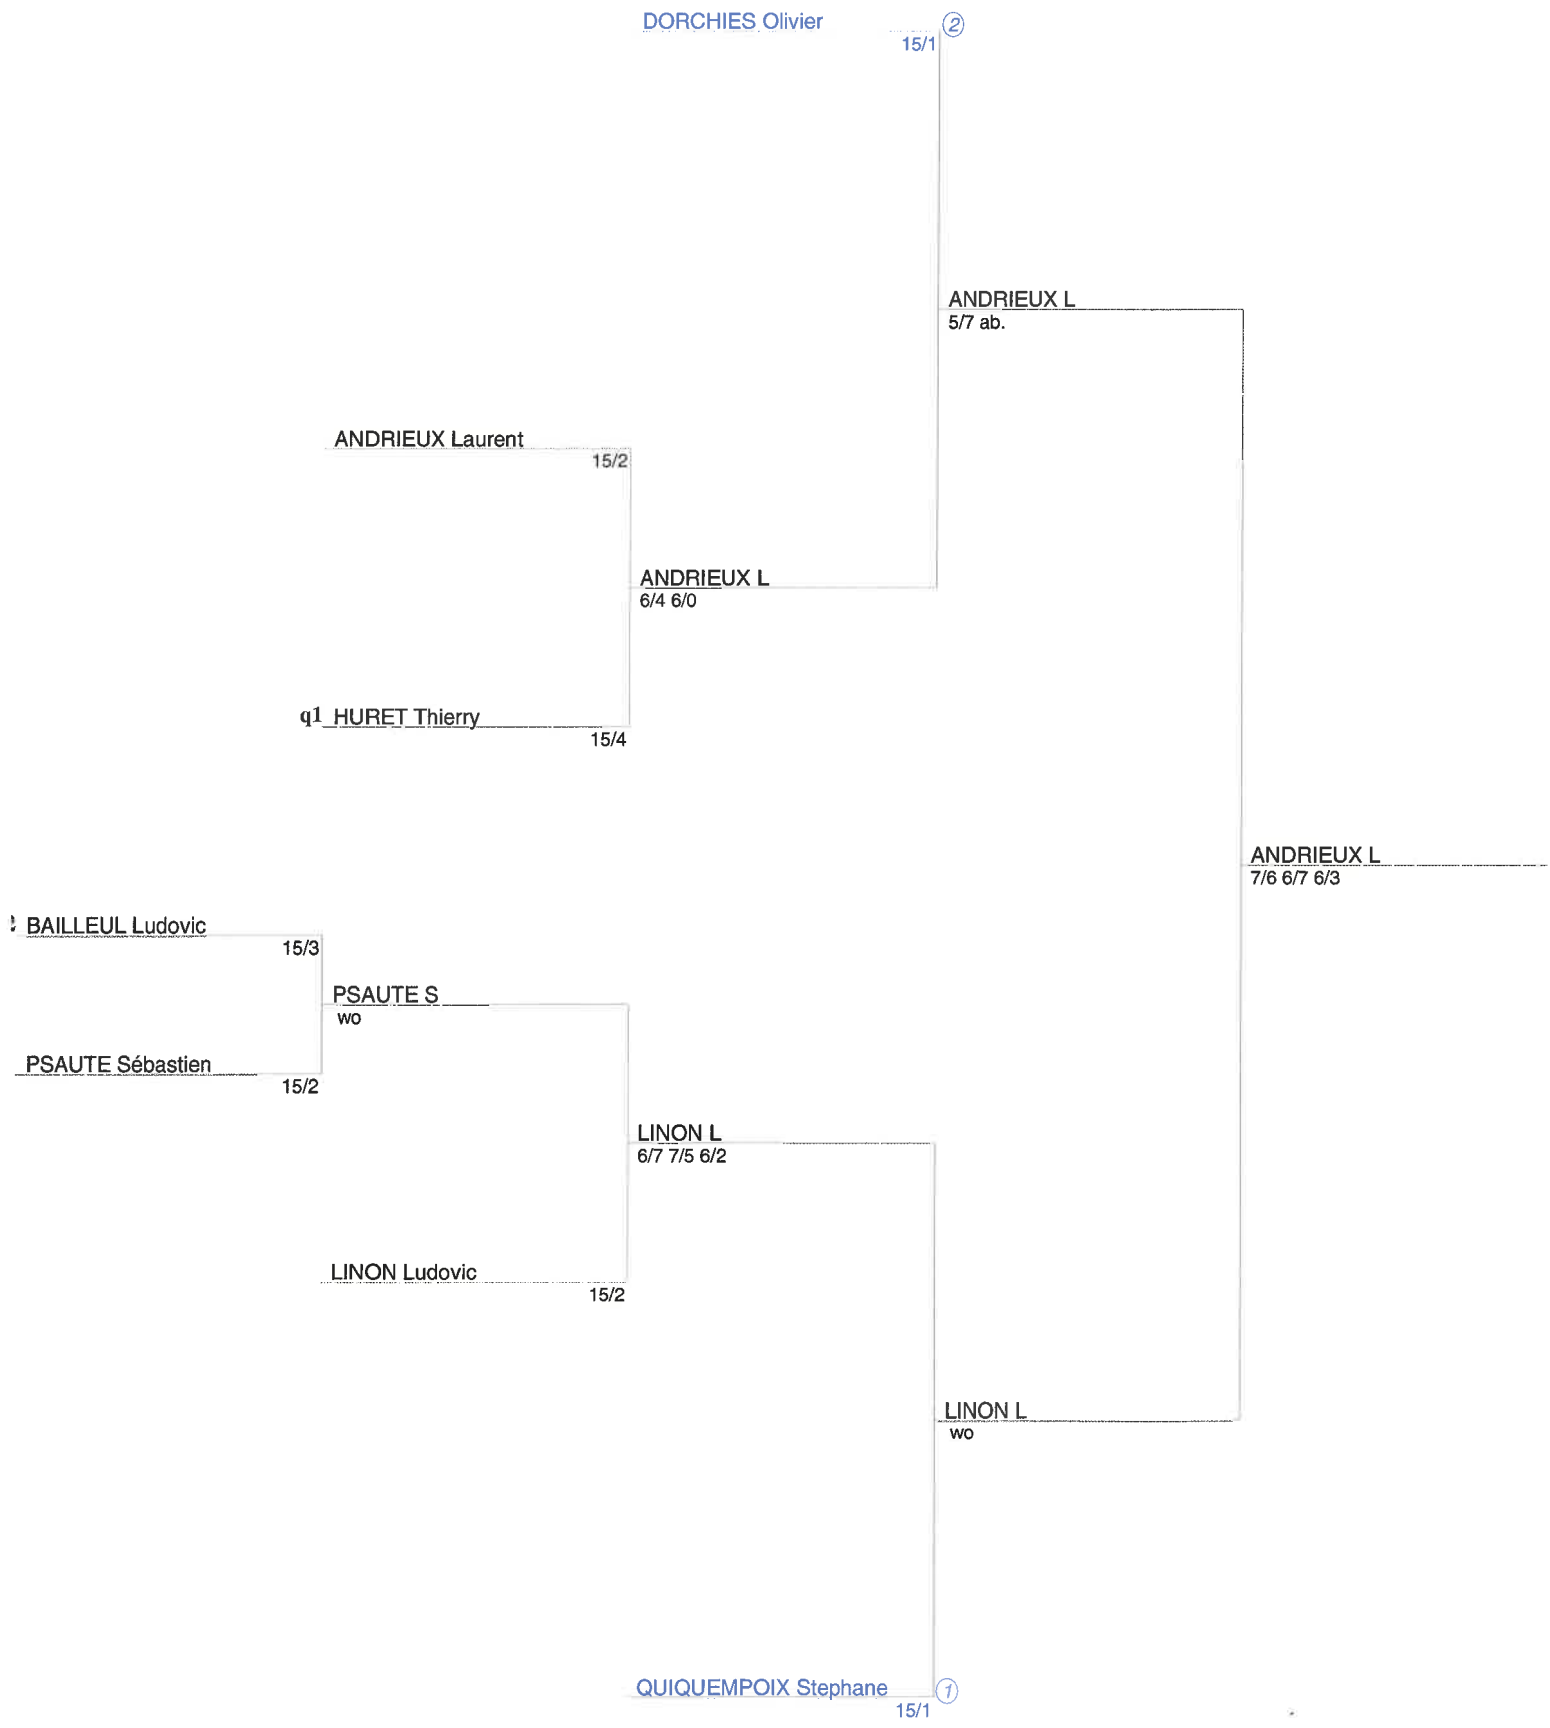 DORCHIES Olivier
2
15/1
ANDRIEUX L
5/7 ab.
ANDRIEUX Laurent
15/2
ANDRIEUX L
6/4 6/0
q1 HURET Thierry
15/4
ANDRIEUX L
7/6 6/7 6/3
BAILLEUL Ludovic
15/3
PSAUTE S
wo
PSAUTE Sébastien
15/2
LINON L
6/7 7/5 6/2
LINON Ludovic
15/2
LINON L
wo
QUIQUEMPOIX Stephane
1
15/1